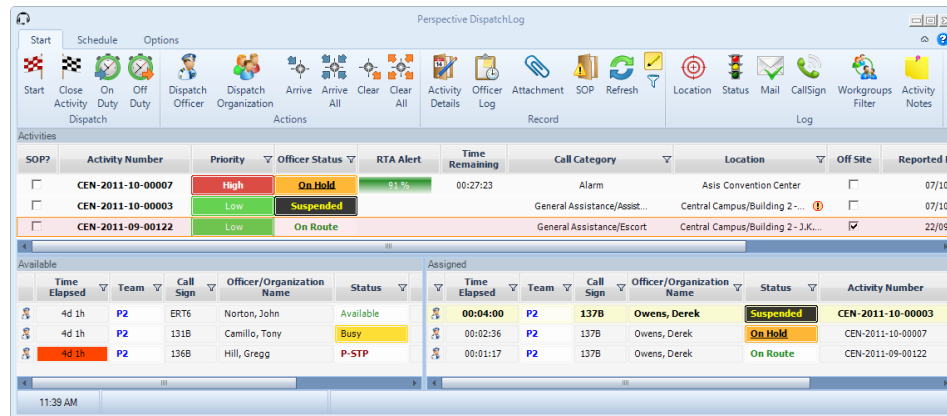 Perspective DispatchLog
Start Schedule Options
Start Close Activity On Duty Off Duty Dispatch Officer Dispatch Organization Arrive Arrive All Clear Clear All Activity Details Officer Log Attachment SOP Refresh Location Status Mail CallSign Workgroups Filter Activity Notes
Dispatch Actions Record Log
Activities
SOP? Activity Number Priority Officer Status RTA Alert Time Remaining Call Category Location Off Site Reported
CEN-2011-10-00007 High On Hold 91 % 00:27:23 Alarm Asis Convention Center 07/10
CEN-2011-10-00003 Low Suspended General Assistance/Assist... Central Campus/Building 2 -... 07/10
CEN-2011-09-00122 Low On Route General Assistance/Escort Central Campus/Building 2 - J.K.... 22/09
Available Assigned
Time Elapsed Team Call Sign Officer/Organization Name Status Time Elapsed Team Call Sign Officer/Organization Name Status Activity Number
4d 1h P2 ERT6 Norton, John Available 00:04:00 P2 137B Owens, Derek Suspended CEN-2011-10-00003
4d 1h P2 131B Camillo, Tony Busy 00:02:36 P2 137B Owens, Derek On Hold CEN-2011-10-00007
4d 1h P2 136B Hill, Gregg P-STP 00:01:17 P2 137B Owens, Derek On Route CEN-2011-09-00122
11:39 AM